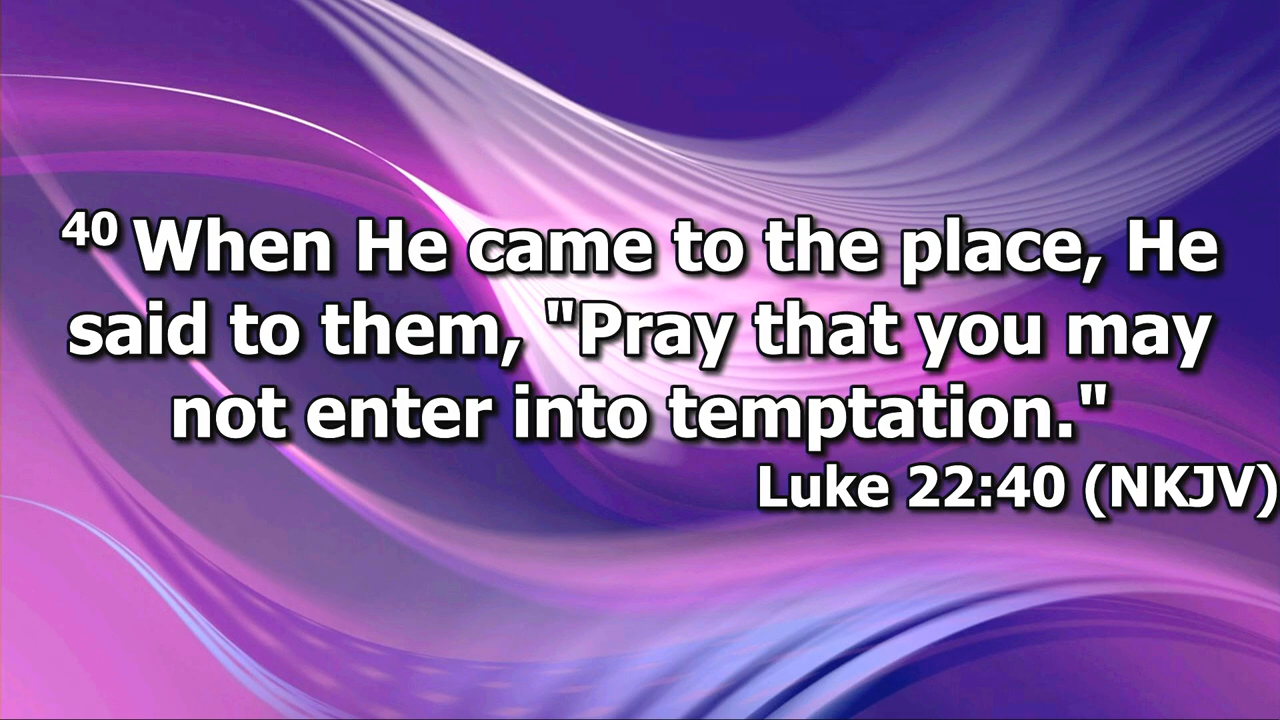 40 When He came to the place, He
said to them, "Pray that you may
not enter into temptation."
Luke 22:40 (NKJV)